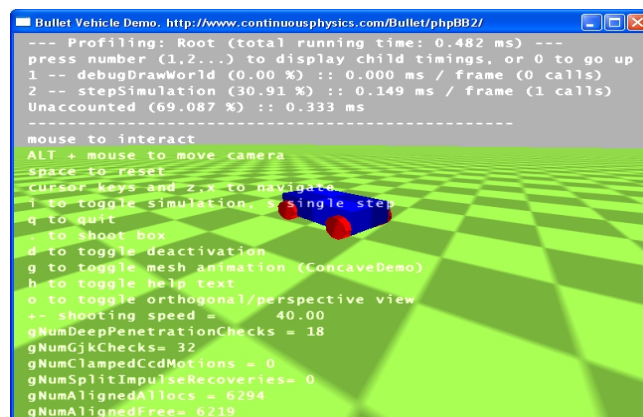 Bullet Vehicle Demo. http://www.continuousphysics.com/Bullet/phpBB2/
--- Profiling: Root (total running time: 0.482 ms) ---
press number (1,2...) to display child timings, or 0 to go up
1 -- debugDrawWorld (0.00 %) :: 0.000 ms / frame (0 calls)
2 -- stepSimulation (30.91 %) :: 0.149 ms / frame (1 calls)
Unaccounted (69.087 %) :: 0.333 ms
-------------------------------------------------
mouse to interact
ALT + mouse to move camera
space to reset
cursor keys and z,x to navigate
i to toggle simulation, s single step
q to quit
. to shoot box
d to toggle deactivation
g to toggle mesh animation (ConcaveDemo)
h to toggle help text
o to toggle orthogonal/perspective view
+- shooting speed = 40.00
gNumDeepPenetrationChecks = 18
gNumGjkChecks= 32
gNumClampedCcdMotions = 0
gNumSplitImpulseRecoveries= 0
gNumAlignedAllocs = 6294
gNumAlignedFree= 6219